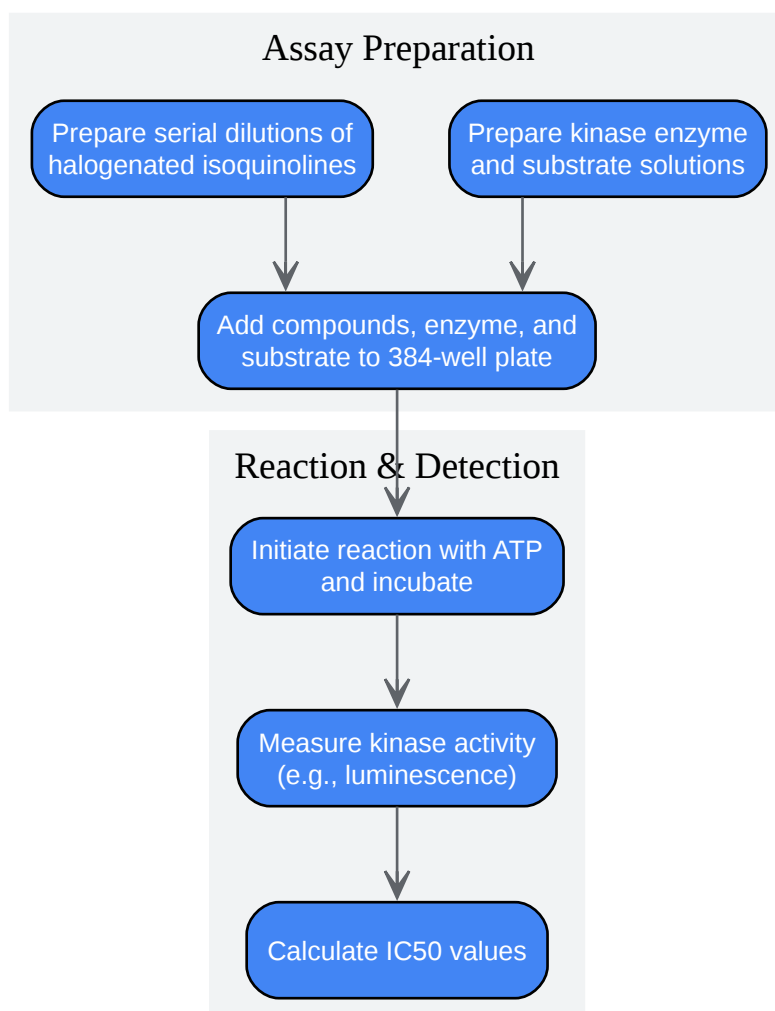 Assay Preparation
Prepare serial dilutions of
halogenated isoquinolines
Prepare kinase enzyme
and substrate solutions
Add compounds, enzyme, and
substrate to 384-well plate
Reaction & Detection
Initiate reaction with ATP
and incubate
Measure kinase activity
(e.g., luminescence)
Calculate IC50 values